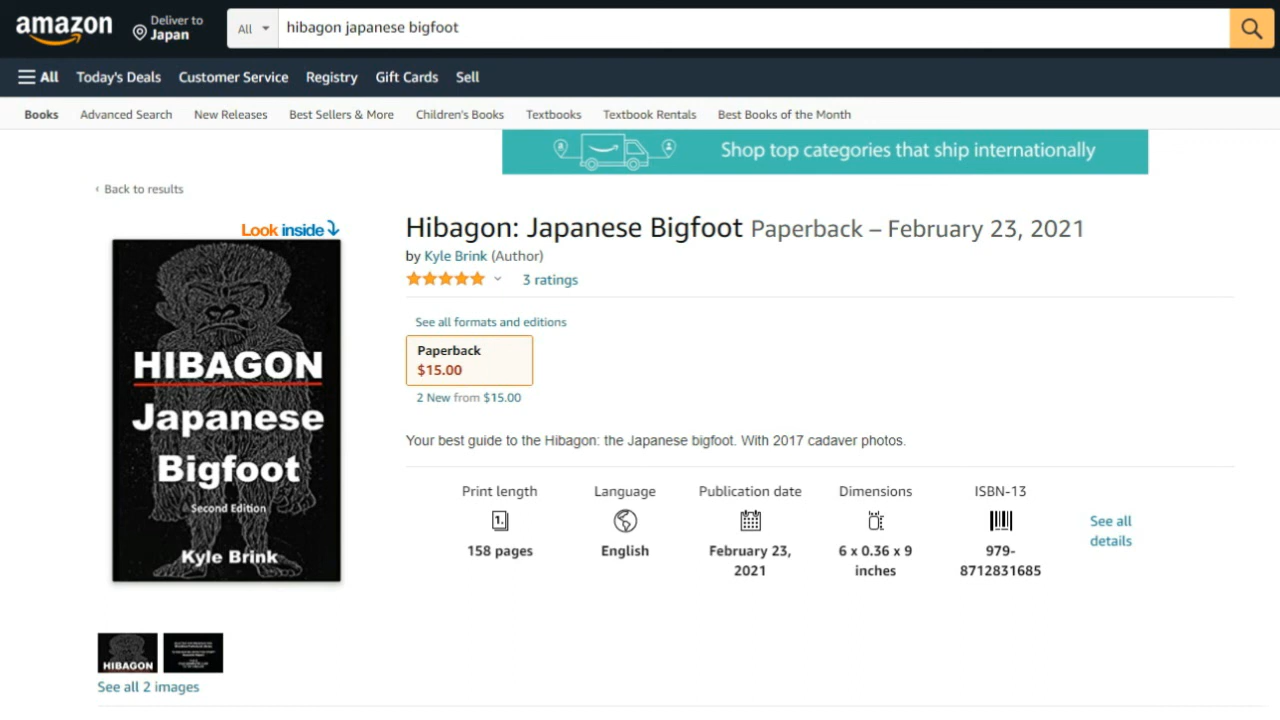 amazon
Deliver to
Japan
All
hibagon japanese bigfoot
All Today's Deals Customer Service Registry Gift Cards Sell
Books Advanced Search New Releases Best Sellers & More Children's Books Textbooks Textbook Rentals Best Books of the Month
Shop top categories that ship internationally
‹ Back to results
Look inside
HIBAGON
Japanese
Bigfoot
Second Edition
Kyle Brink
HIBAGON
See all 2 images
Hibagon: Japanese Bigfoot Paperback – February 23, 2021
by Kyle Brink (Author)
3 ratings
See all formats and editions
Paperback
$15.00
2 New from $15.00
Your best guide to the Hibagon: the Japanese bigfoot. With 2017 cadaver photos.
Print length
1.
158 pages
Language
English
Publication date
February 23,
2021
Dimensions
6 x 0.36 x 9
inches
ISBN-13
979-
8712831685
See all
details